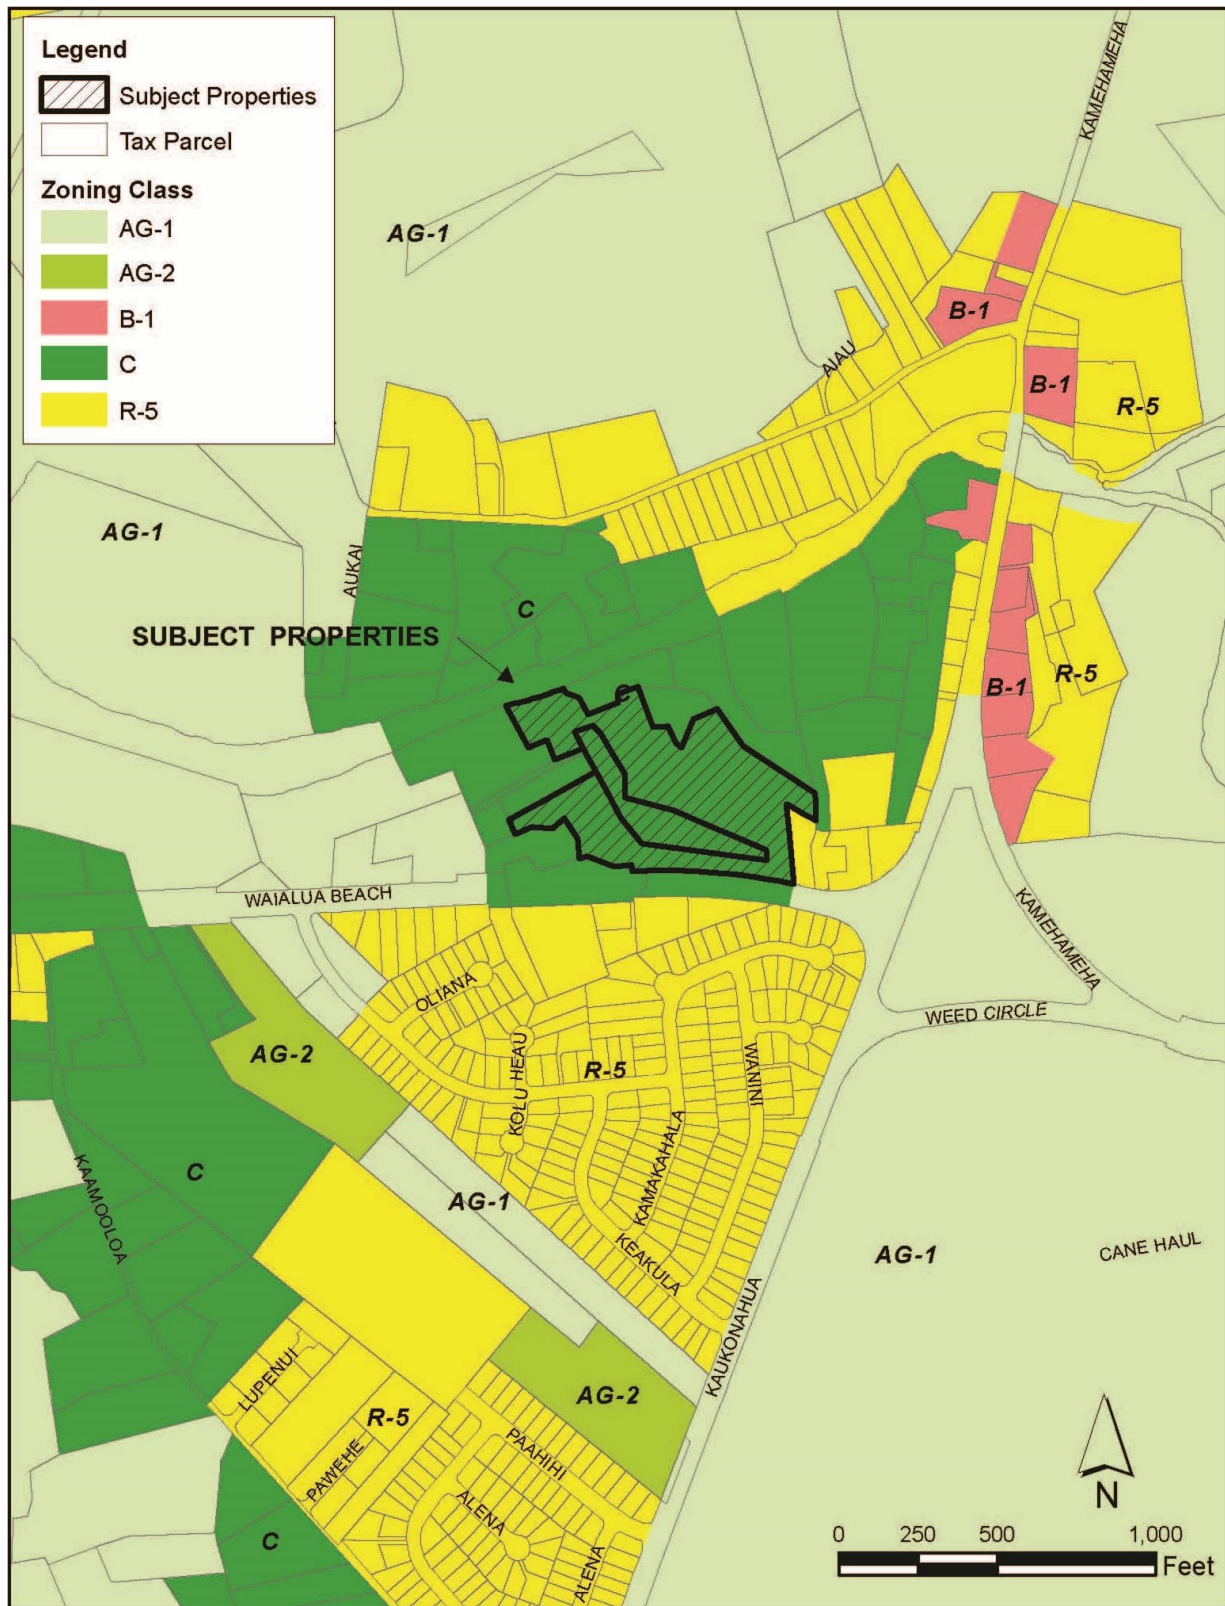 Legend
Subject Properties
Tax Parcel
Zoning Class
AG-1
AG-2
B-1
C
R-5
KAMEHAMEHA
AG-1
B-1
AIAU
B-1
R-5
AG-1
AUKAI
C
SUBJECT PROPERTIES
R-5
B-1
C
WAIALUA BEACH
KAMEHAMEHA
OLIANA
WEED CIRCLE
AG-2
KOLU HEAU
R-5
WANINI
C
KAAMOOLOA
AG-1
KAMAKAHALA
KEAKULA
AG-1
CANE HAUL
KAUKONAHUA
LUPENUI
AG-2
R-5
PAAHIHI
PAWEHE
ALENA
C
ALENA
N
0 250 500 1,000
Feet